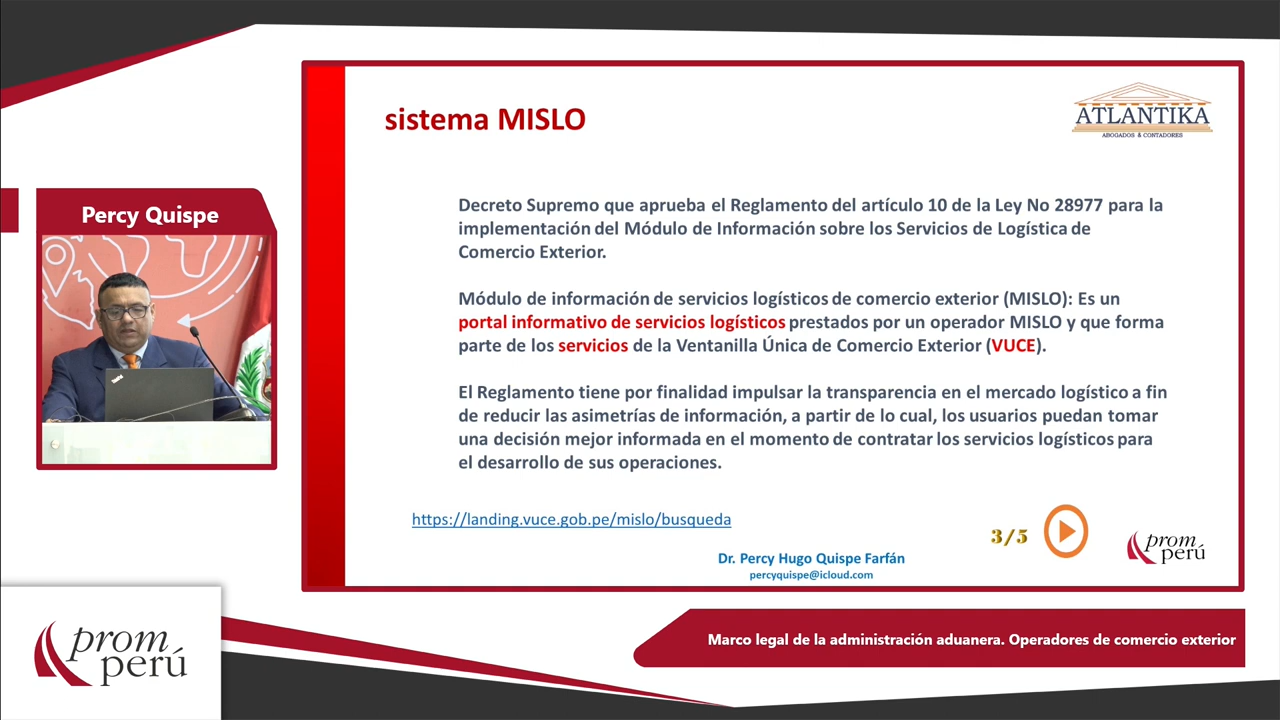 sistema MISLO
ATLANTIKA
ABOGADOS & CONTADORES
Percy Quispe
Decreto Supremo que aprueba el Reglamento del artículo 10 de la Ley No 28977 para la
implementación del Módulo de Información sobre los Servicios de Logística de
Comercio Exterior.
Módulo de información de servicios logísticos de comercio exterior (MISLO): Es un
portal informativo de servicios logísticos prestados por un operador MISLO y que forma
parte de los servicios de la Ventanilla Única de Comercio Exterior (VUCE).
El Reglamento tiene por finalidad impulsar la transparencia en el mercado logístico a fin
de reducir las asimetrías de información, a partir de lo cual, los usuarios puedan tomar
una decisión mejor informada en el momento de contratar los servicios logísticos para
el desarrollo de sus operaciones.
https://landing.vuce.gob.pe/mislo/busqueda
3/5
prom
perú
Dr. Percy Hugo Quispe Farfán
percyquispe@icloud.com
prom
perú
Marco legal de la administración aduanera. Operadores de comercio exterior